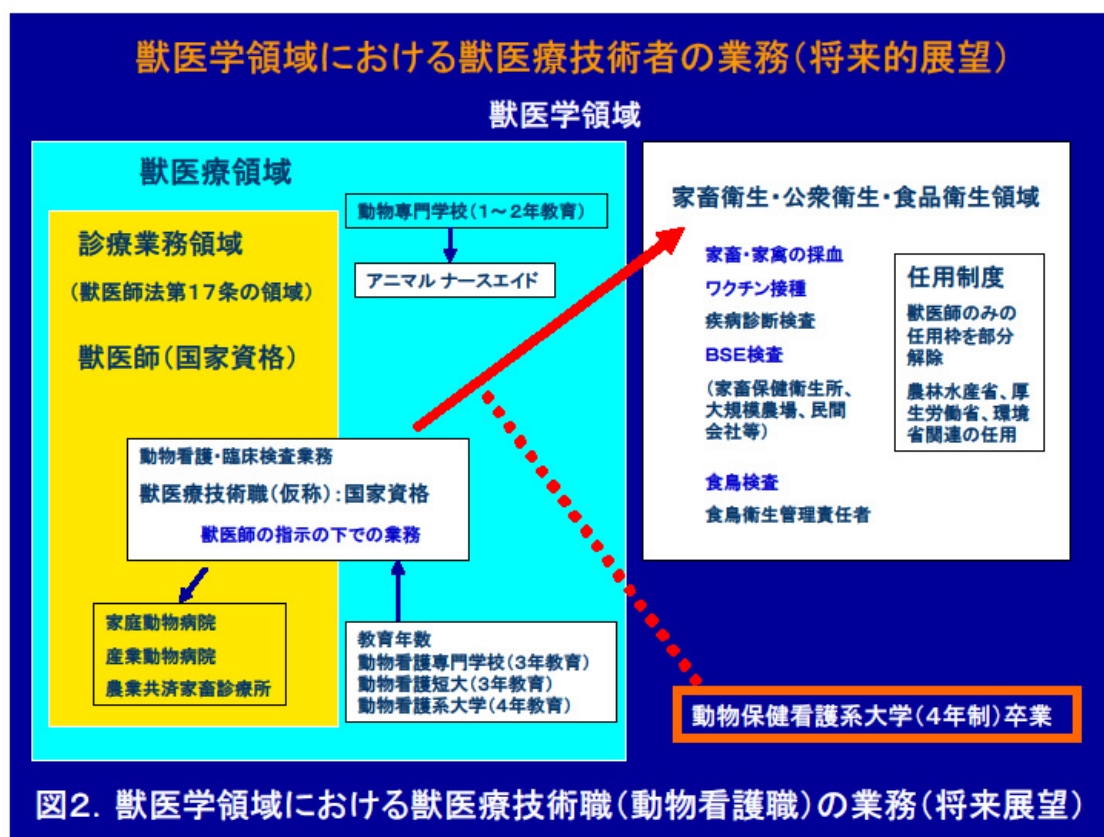 獣医学領域における獣医療技術者の業務(将来的展望)
獣医学領域
獣医療領域
診療業務領域
(獣医師法第17条の領域)
獣医師(国家資格)
動物専門学校(1～2年教育)
アニマル ナースエイド
動物看護・臨床検査業務
獣医療技術職(仮称):国家資格
獣医師の指示の下での業務
家庭動物病院
産業動物病院
農業共済家畜診療所
教育年数
動物看護専門学校(3年教育)
動物看護短大(3年教育)
動物看護系大学(4年教育)
家畜衛生・公衆衛生・食品衛生領域
家畜・家禽の採血
ワクチン接種
疾病診断検査
BSE検査
(家畜保健衛生所、
大規模農場、民間
会社等)
食鳥検査
食鳥衛生管理責任者
任用制度
獣医師のみの
任用枠を部分
解除
農林水産省、厚
生労働省、環境
省関連の任用
動物保健看護系大学(4年制)卒業
図2. 獣医学領域における獣医療技術職(動物看護職)の業務(将来展望)